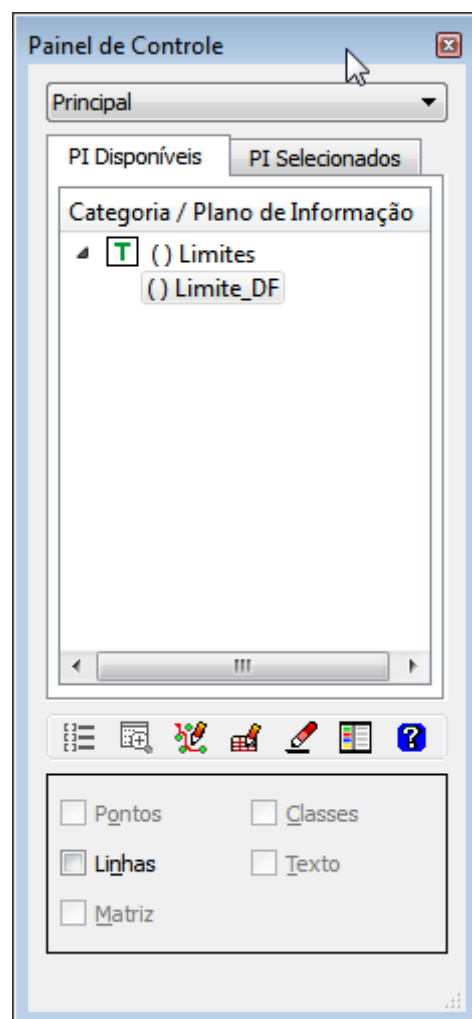 Painel de Controle
Principal
PI Disponíveis PI Selecionados
Categoria / Plano de Informação
T () Limites
() Limite_DF
Pontos Classes
Linhas Texto
Matriz